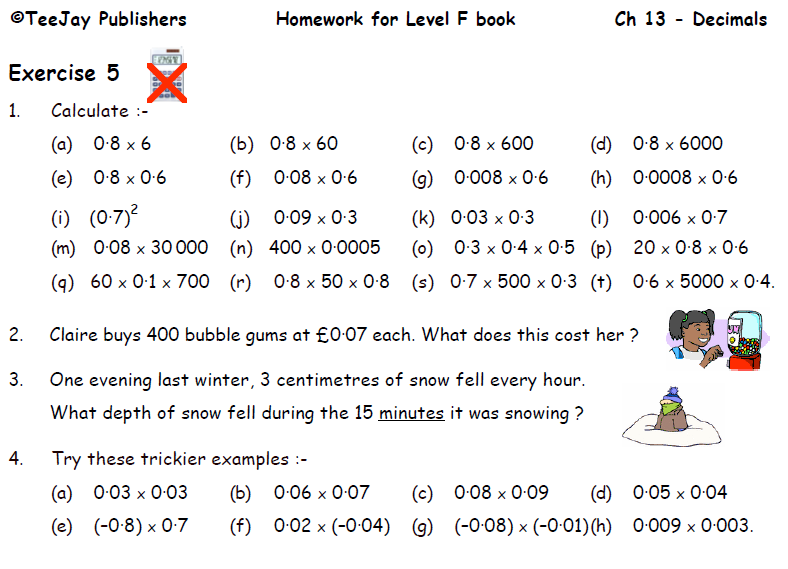 ©TeeJay Publishers Homework for Level F book Ch 13 - Decimals
Exercise 5
1. Calculate :-
(a) 0·8 × 6 (b) 0·8 × 60 (c) 0·8 × 600 (d) 0·8 × 6000
(e) 0·8 × 0·6 (f) 0·08 × 0·6 (g) 0·008 × 0·6 (h) 0·0008 × 0·6
(i) (0·7)² (j) 0·09 × 0·3 (k) 0·03 × 0·3 (l) 0·006 × 0·7
(m) 0·08 × 30 000 (n) 400 × 0·0005 (o) 0·3 × 0·4 × 0·5 (p) 20 × 0·8 × 0·6
(q) 60 × 0·1 × 700 (r) 0·8 × 50 × 0·8 (s) 0·7 × 500 × 0·3 (t) 0·6 × 5000 × 0·4.
2. Claire buys 400 bubble gums at £0·07 each. What does this cost her ?
3. One evening last winter, 3 centimetres of snow fell every hour.
What depth of snow fell during the 15 minutes it was snowing ?
4. Try these trickier examples :-
(a) 0·03 × 0·03 (b) 0·06 × 0·07 (c) 0·08 × 0·09 (d) 0·05 × 0·04
(e) (–0·8) × 0·7 (f) 0·02 × (–0·04) (g) (–0·08) × (–0·01) (h) 0·009 × 0·003.